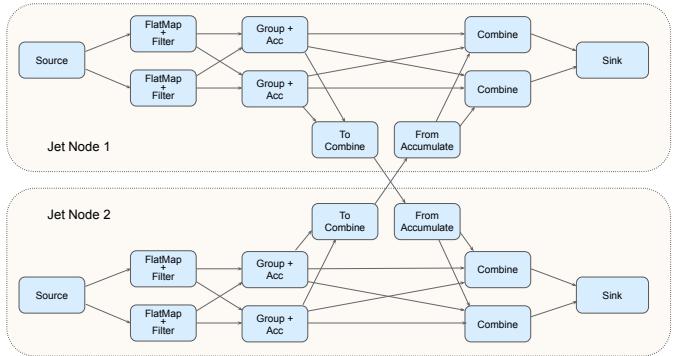 FlatMap
+
Filter
Group +
Acc
Combine
Source
Sink
FlatMap
+
Filter
Group +
Acc
Combine
To
Combine
From
Accumulate
Jet Node 1
Jet Node 2
To
Combine
From
Accumulate
FlatMap
+
Filter
Group +
Acc
Combine
Source
Sink
FlatMap
+
Filter
Group +
Acc
Combine